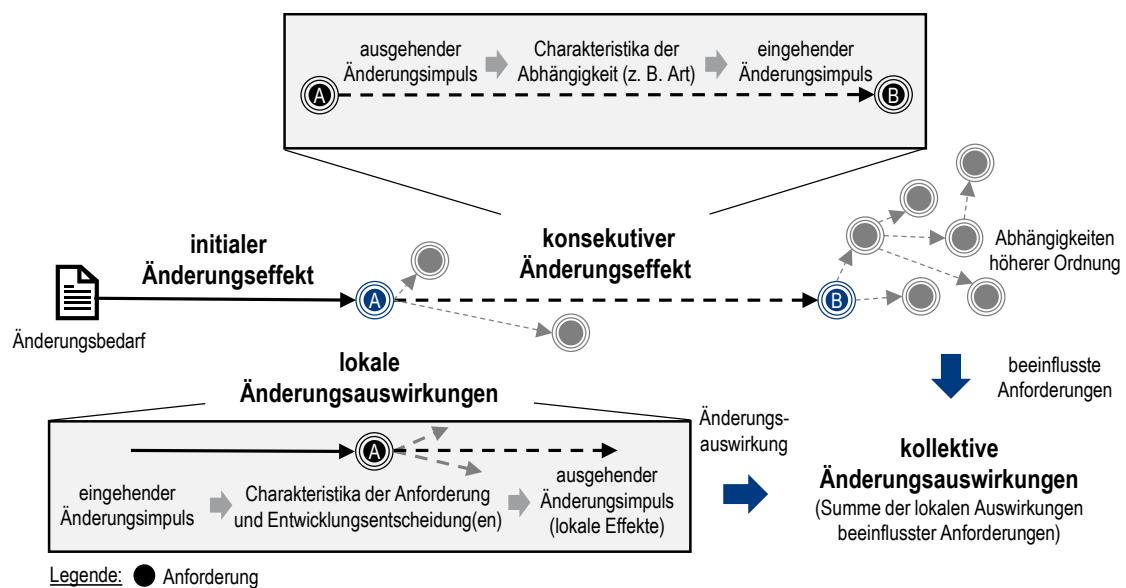 ausgehender
Änderungsimpuls
Charakteristika der
Abhängigkeit (z. B. Art)
eingehender
Änderungsimpuls
A
B
initialer
Änderungseffekt
konsekutiver
Änderungseffekt
Abhängigkeiten
höherer Ordnung
A
B
Änderungsbedarf
lokale
Änderungsauswirkungen
beeinflusste
Anforderungen
A
eingehender
Änderungsimpuls
Charakteristika der Anforderung
und Entwicklungsentscheidung(en)
ausgehender
Änderungsimpuls
(lokale Effekte)
Änderungs-
auswirkung
kollektive
Änderungsauswirkungen
(Summe der lokalen Auswirkungen
beeinflusster Anforderungen)
Legende: Anforderung